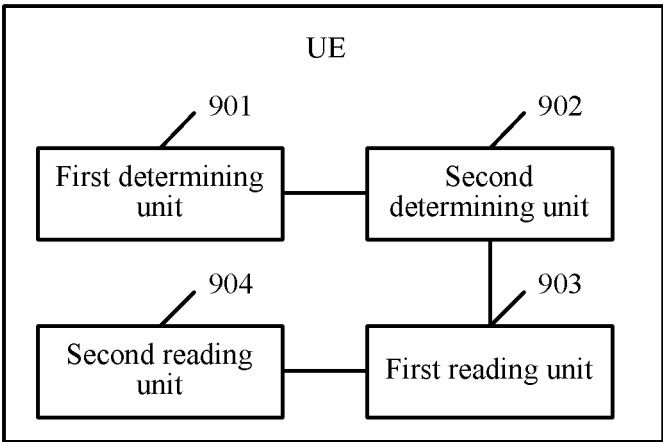 UE
901
902
First determining
unit
Second
determining unit
904
903
Second reading
unit
First reading unit